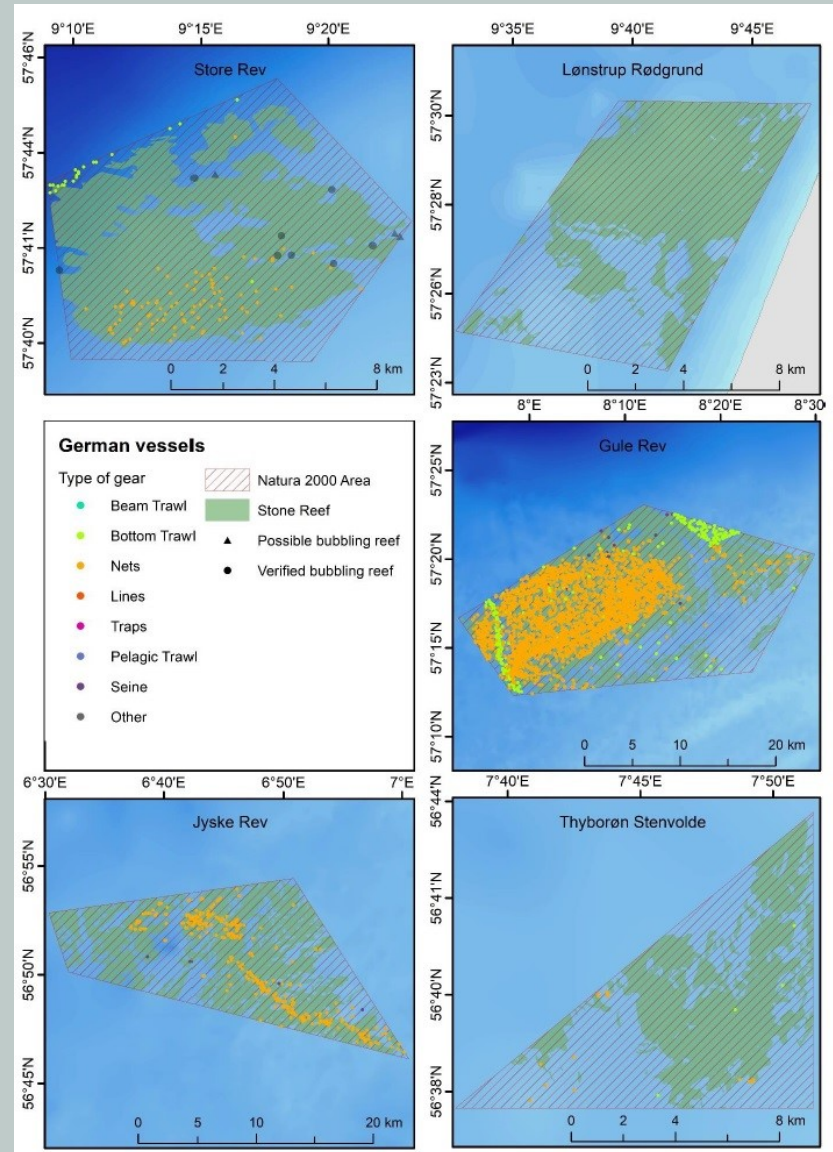 9°10'E 9°15'E 9°20'E
57°46'N
57°44'N
57°41'N
57°40'N
Store Rev
0 2 4 8 km
9°35'E 9°40'E 9°45'E
57°30'N
57°28'N
57°26'N
57°23'N
Lønstrup Rødgrund
0 2 4 8 km
German vessels
Type of gear
Beam Trawl
Bottom Trawl
Nets
Lines
Traps
Pelagic Trawl
Seine
Other
Natura 2000 Area
Stone Reef
Possible bubbling reef
Verified bubbling reef
8°E 8°10'E 8°20'E 8°30'E
57°25'N
57°20'N
57°15'N
57°10'N
Gule Rev
0 5 10 20 km
6°30'E 6°40'E 6°50'E 7°E
56°55'N
56°50'N
56°45'N
Jyske Rev
0 5 10 20 km
7°40'E 7°45'E 7°50'E
56°44'N
56°41'N
56°40'N
56°38'N
Thyborøn Stenvolde
0 2 4 8 km